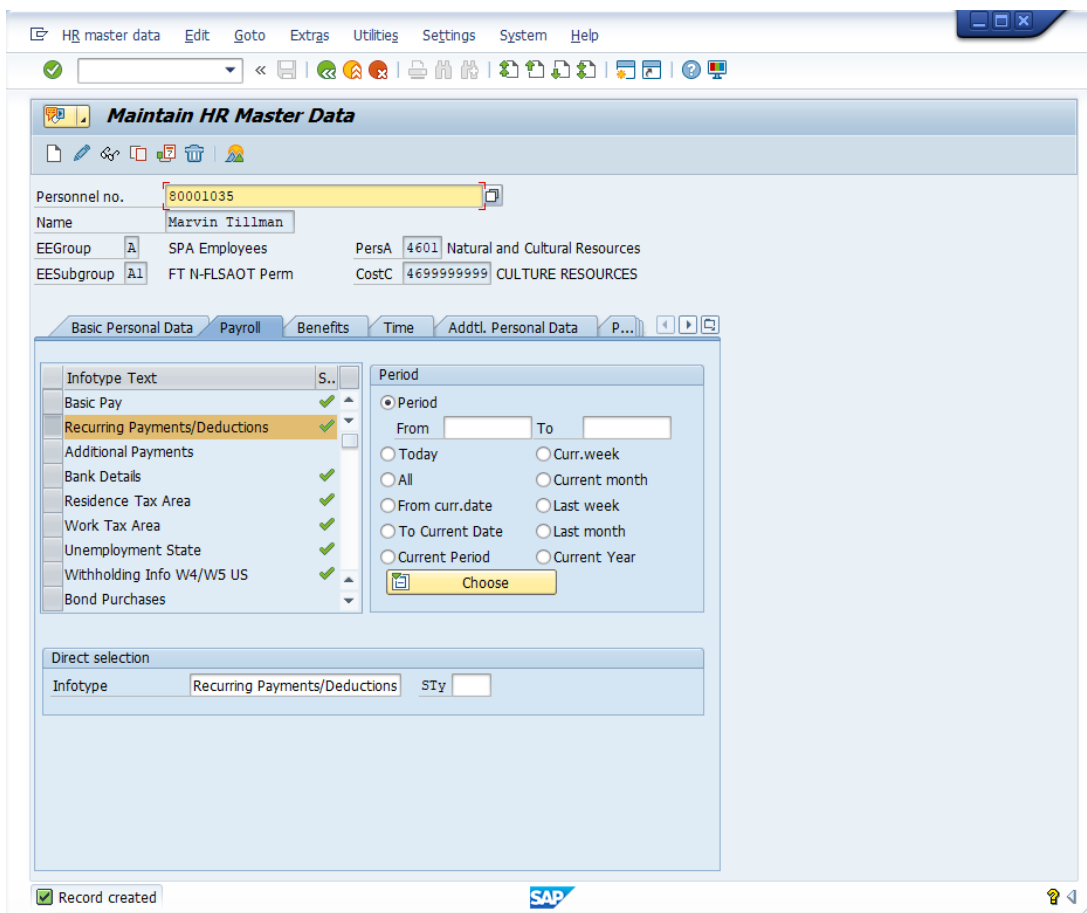 HR master data Edit Goto Extras Utilities Settings System Help
Maintain HR Master Data
Personnel no. 80001035
Name Marvin Tillman
EEGroup A SPA Employees PersA 4601 Natural and Cultural Resources
EESubgroup A1 FT N-FLSAOT Perm CostC 4699999999 CULTURE RESOURCES
Basic Personal Data Payroll Benefits Time Addtl. Personal Data P...
Infotype Text S..
Basic Pay
Recurring Payments/Deductions
Additional Payments
Bank Details
Residence Tax Area
Work Tax Area
Unemployment State
Withholding Info W4/W5 US
Bond Purchases
Period
Period
From To
Today Curr.week
All Current month
From curr.date Last week
To Current Date Last month
Current Period Current Year
Choose
Direct selection
Infotype Recurring Payments/Deductions STy
Record created
SAP